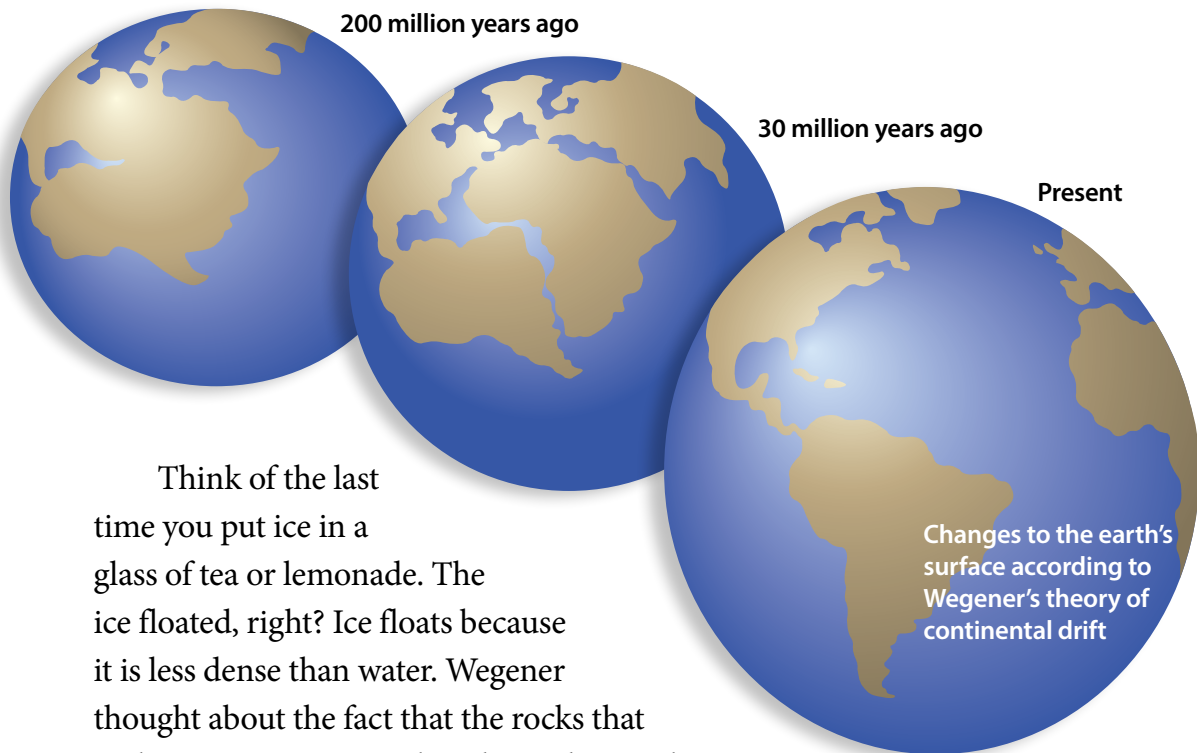 200 million years ago
30 million years ago
Present
Changes to the earth's
surface according to
Wegener's theory of
continental drift
Think of the last
time you put ice in a
glass of tea or lemonade. The
ice floated, right? Ice floats because
it is less dense than water. Wegener
thought about the fact that the rocks that